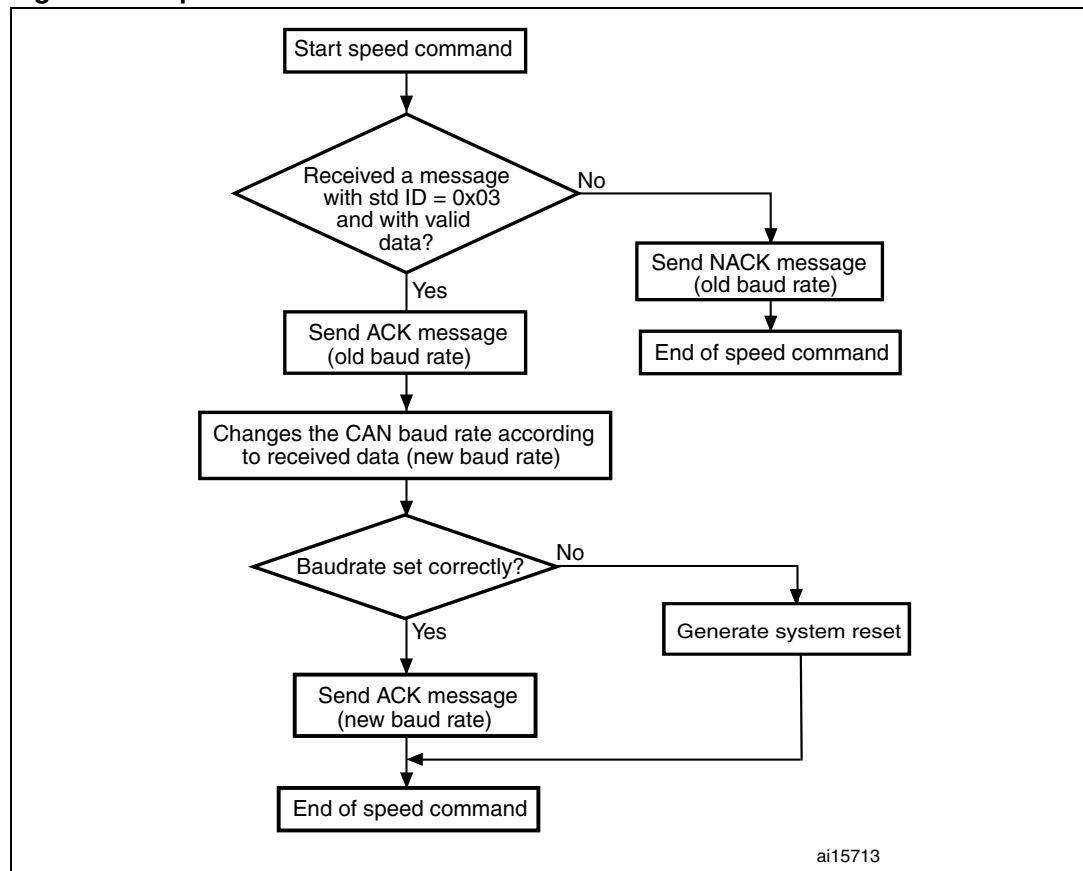 Start speed command
Received a message
with std ID = 0x03
and with valid
data?
No
Send NACK message
(old baud rate)
End of speed command
Yes
Send ACK message
(old baud rate)
Changes the CAN baud rate according
to received data (new baud rate)
Baudrate set correctly?
No
Generate system reset
Yes
Send ACK message
(new baud rate)
End of speed command
ai15713